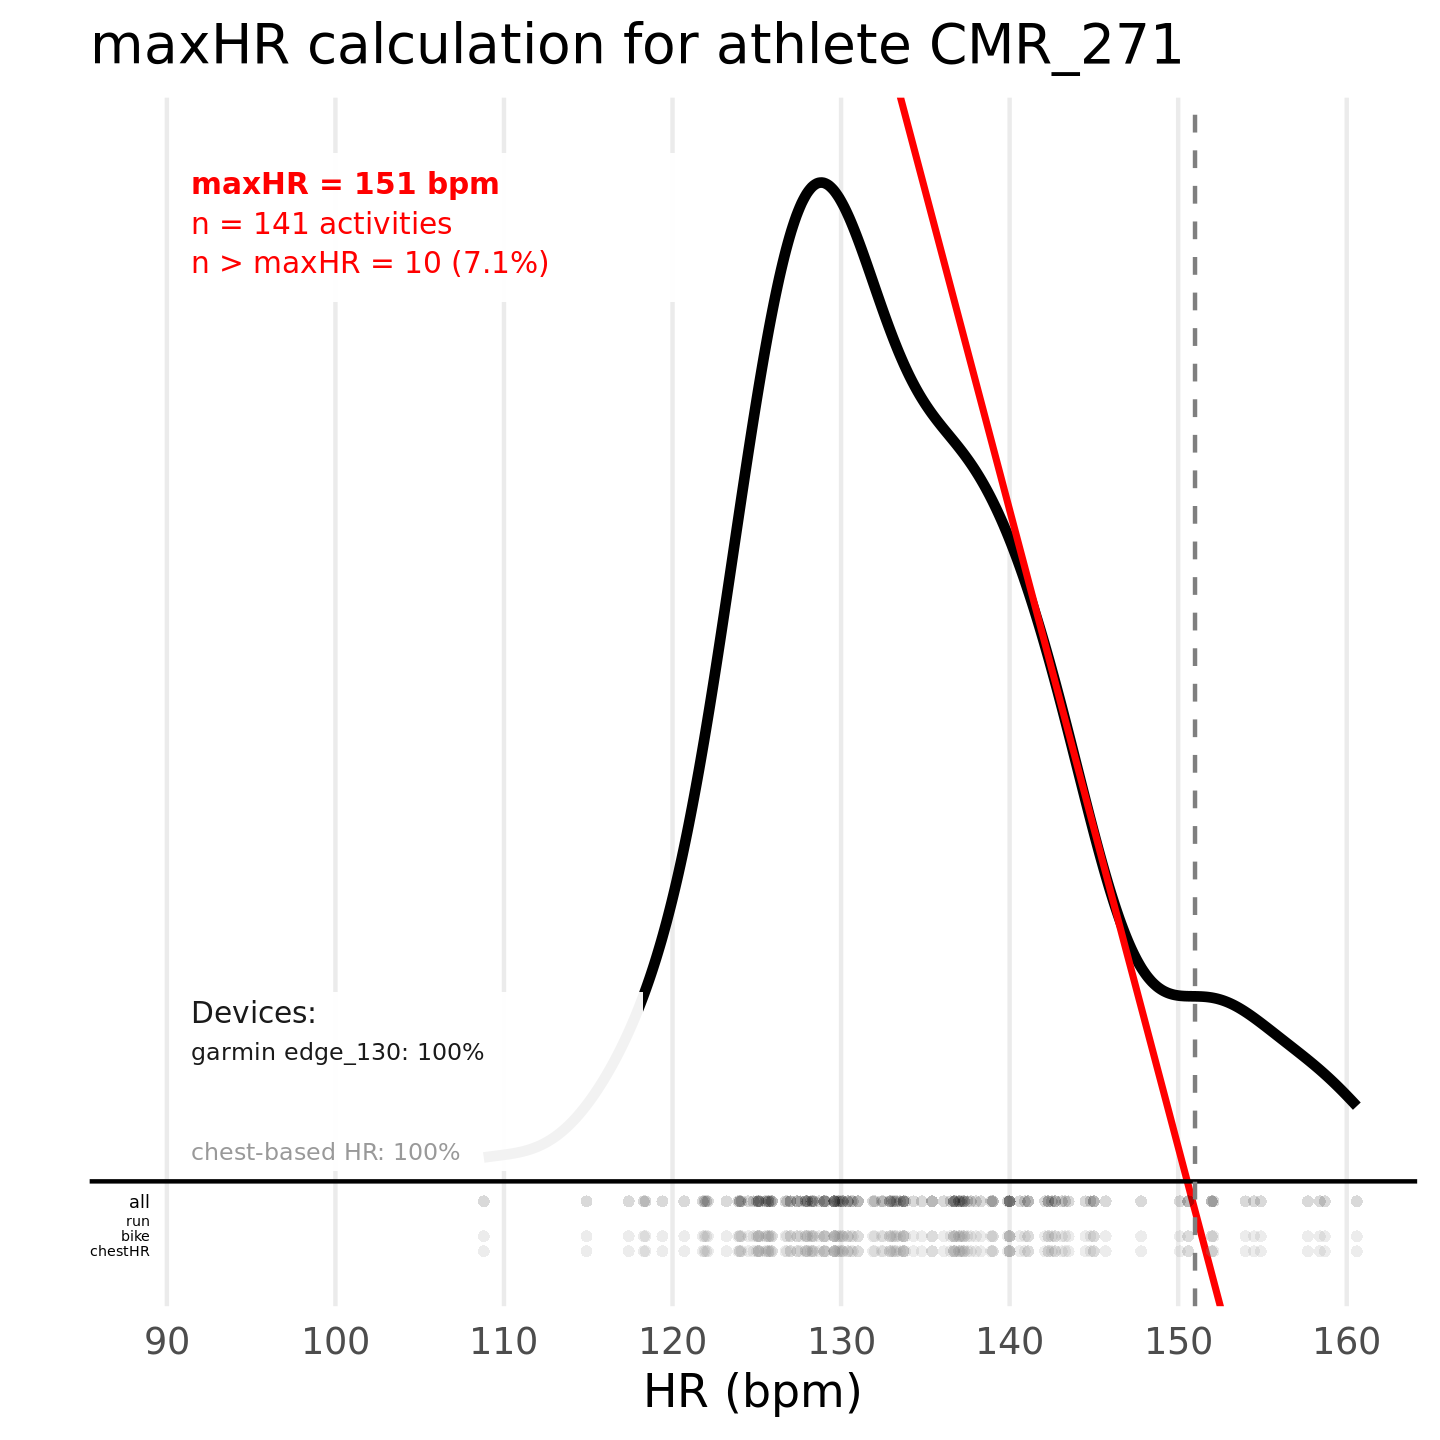 maxHR calculation for athlete CMR_271
maxHR = 151 bpm
n = 141 activities
n > maxHR = 10 (7.1%)
Devices:
garmin edge_130: 100%
chest-based HR: 100%
all
run
bike
chestHR
90 100 110 120 130 140 150 160
HR (bpm)